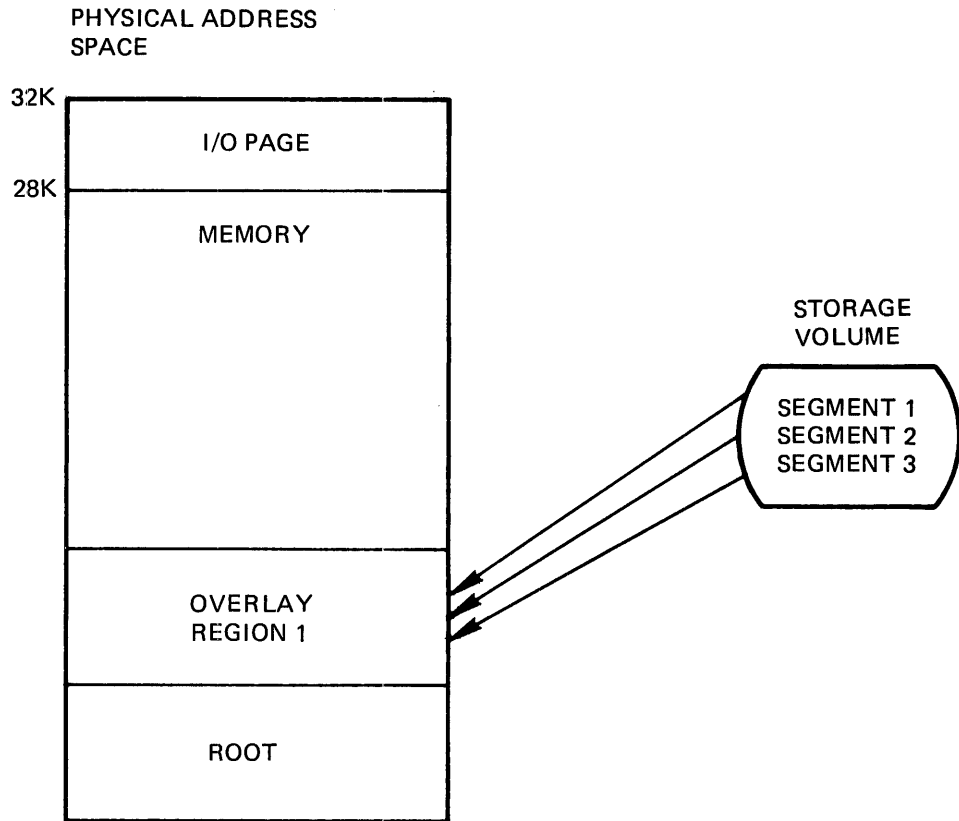 PHYSICAL ADDRESS
SPACE
32K
I/O PAGE
28K
MEMORY
STORAGE
VOLUME
SEGMENT 1
SEGMENT 2
SEGMENT 3
OVERLAY
REGION 1
ROOT